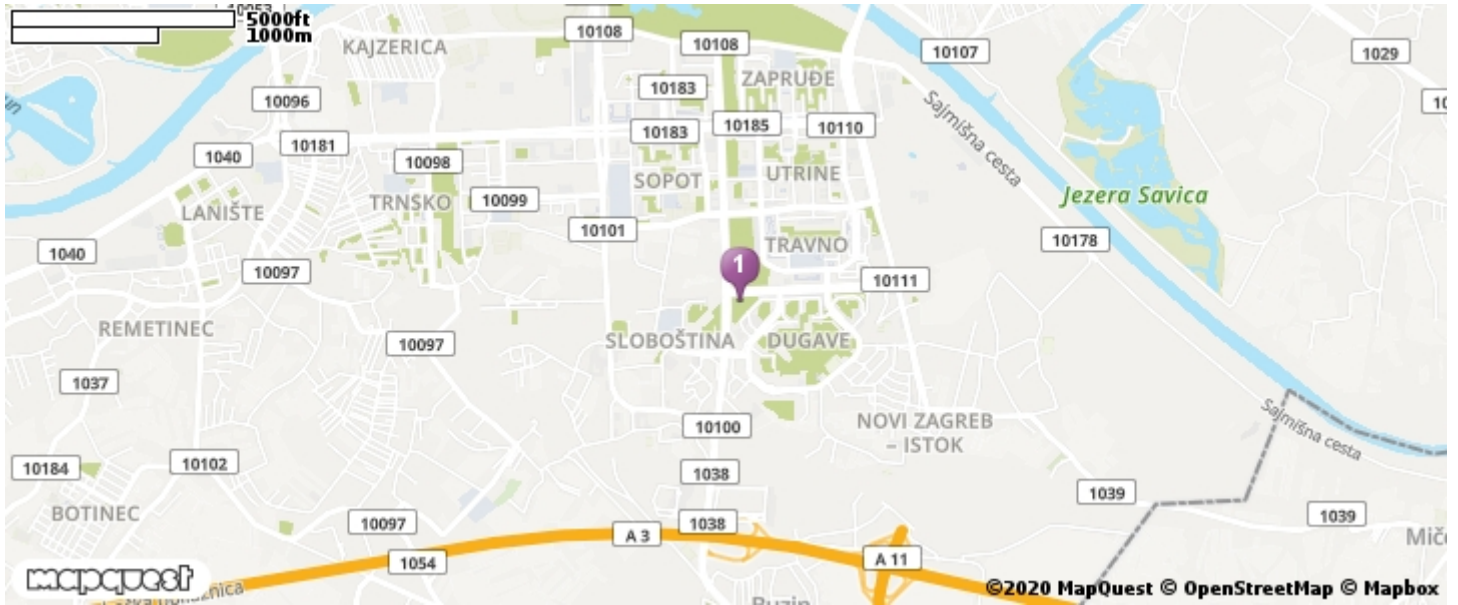 5000ft
1000m
10053
KAJZERICA
10108
10108
10107
1029
10183
ZAPRUĐE
10096
Sajmišna cesta
10181
10183
10185
10110
1040
10098
SOPOT
UTRINE
Jezera Savica
LANIŠTE
TRNSKO
10099
10101
TRAVNO
10178
1040
10097
1
10111
REMETINEC
10097
SLOBOŠTINA
DUGAVE
1037
10100
NOVI ZAGREB
– ISTOK
Sajmišna cesta
10184
10102
1038
1039
BOTINEC
10097
1038
1039
A 3
1054
A 11
mapquest
©2020 MapQuest © OpenStreetMap © Mapbox
Buzin